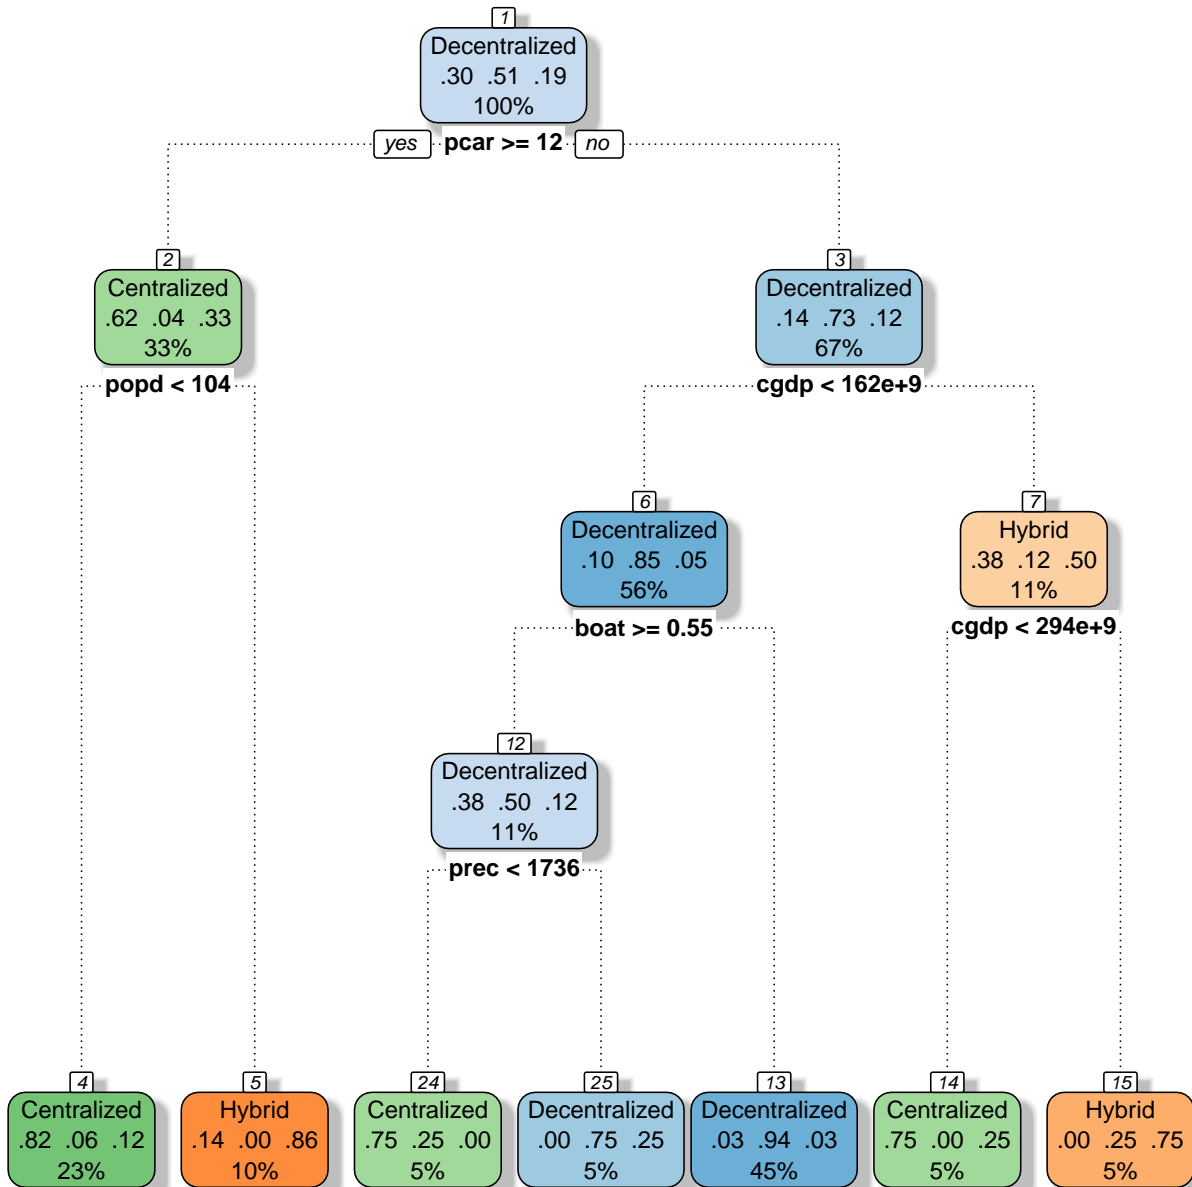 1
Decentralized
.30 .51 .19
100%
yes pcar >= 12 no
2
Centralized
.62 .04 .33
33%
popd < 104
3
Decentralized
.14 .73 .12
67%
cgdp < 162e+9
6
Decentralized
.10 .85 .05
56%
boat >= 0.55
7
Hybrid
.38 .12 .50
11%
cgdp < 294e+9
12
Decentralized
.38 .50 .12
11%
prec < 1736
4
Centralized
.82 .06 .12
23%
5
Hybrid
.14 .00 .86
10%
24
Centralized
.75 .25 .00
5%
25
Decentralized
.00 .75 .25
5%
13
Decentralized
.03 .94 .03
45%
14
Centralized
.75 .00 .25
5%
15
Hybrid
.00 .25 .75
5%